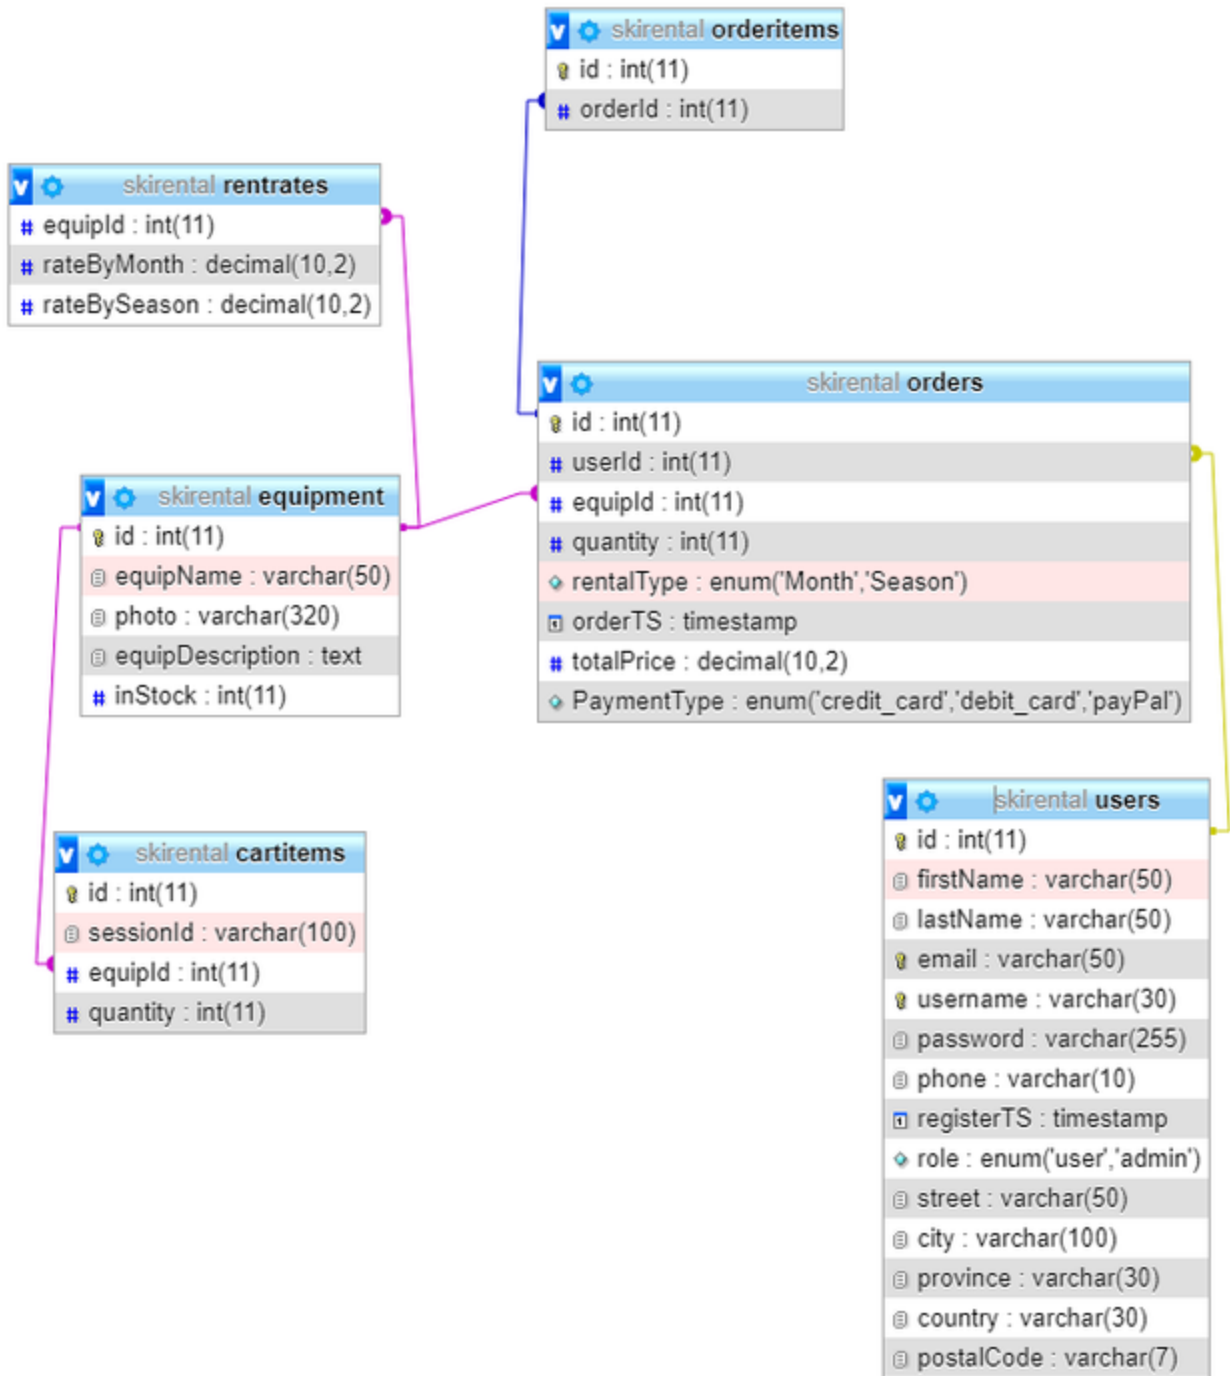 skirental orderitems
id : int(11)
orderId : int(11)
skirental rentrates
equipId : int(11)
rateByMonth : decimal(10,2)
rateBySeason : decimal(10,2)
skirental orders
id : int(11)
userId : int(11)
equipId : int(11)
quantity : int(11)
rentalType : enum('Month','Season')
orderTS : timestamp
totalPrice : decimal(10,2)
PaymentType : enum('credit_card','debit_card','payPal')
skirental equipment
id : int(11)
equipName : varchar(50)
photo : varchar(320)
equipDescription : text
inStock : int(11)
skirental cartitems
id : int(11)
sessionId : varchar(100)
equipId : int(11)
quantity : int(11)
skirental users
id : int(11)
firstName : varchar(50)
lastName : varchar(50)
email : varchar(50)
username : varchar(30)
password : varchar(255)
phone : varchar(10)
registerTS : timestamp
role : enum('user','admin')
street : varchar(50)
city : varchar(100)
province : varchar(30)
country : varchar(30)
postalCode : varchar(7)